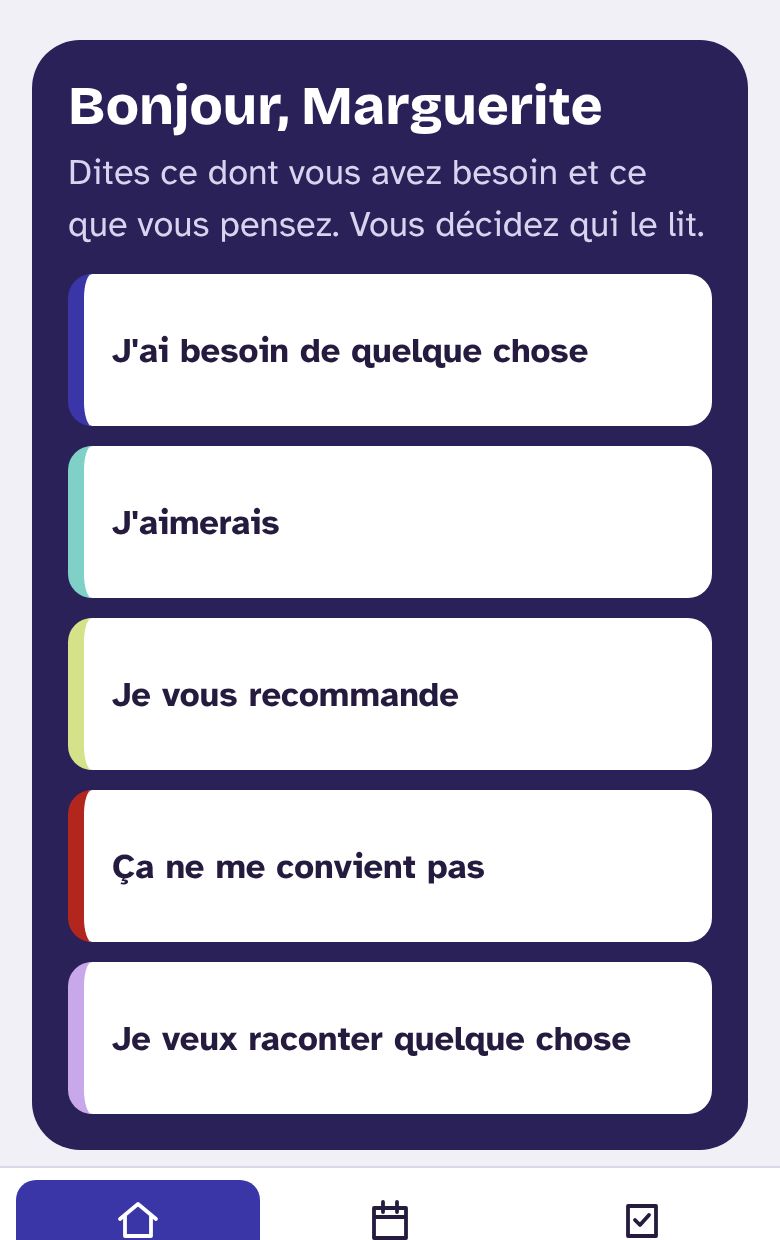 Bonjour, Marguerite
Dites ce dont vous avez besoin et ce
que vous pensez. Vous décidez qui le lit.
J'ai besoin de quelque chose
J'aimerais
Je vous recommande
Ça ne me convient pas
Je veux raconter quelque chose